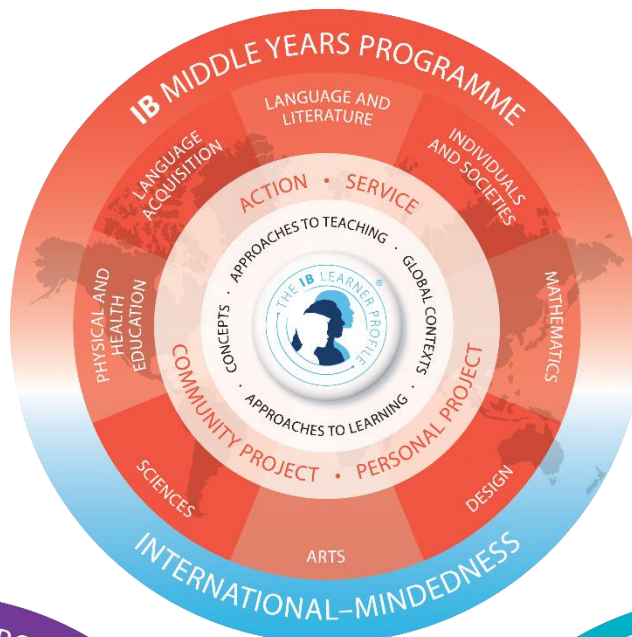 IB MIDDLE YEARS PROGRAMME
LANGUAGE AND
LITERATURE
INDIVIDUALS
AND SOCIETIES
MATHEMATICS
DESIGN
ARTS
SCIENCES
PHYSICAL AND
HEALTH
EDUCATION
LANGUAGE
ACQUISITION
ACTION • SERVICE
PERSONAL PROJECT
•
COMMUNITY PROJECT
APPROACHES TO TEACHING · GLOBAL CONTEXTS ·
APPROACHES TO LEARNING · CONCEPTS ·
THE IB LEARNER PROFILE ®
INTERNATIONAL–MINDEDNESS